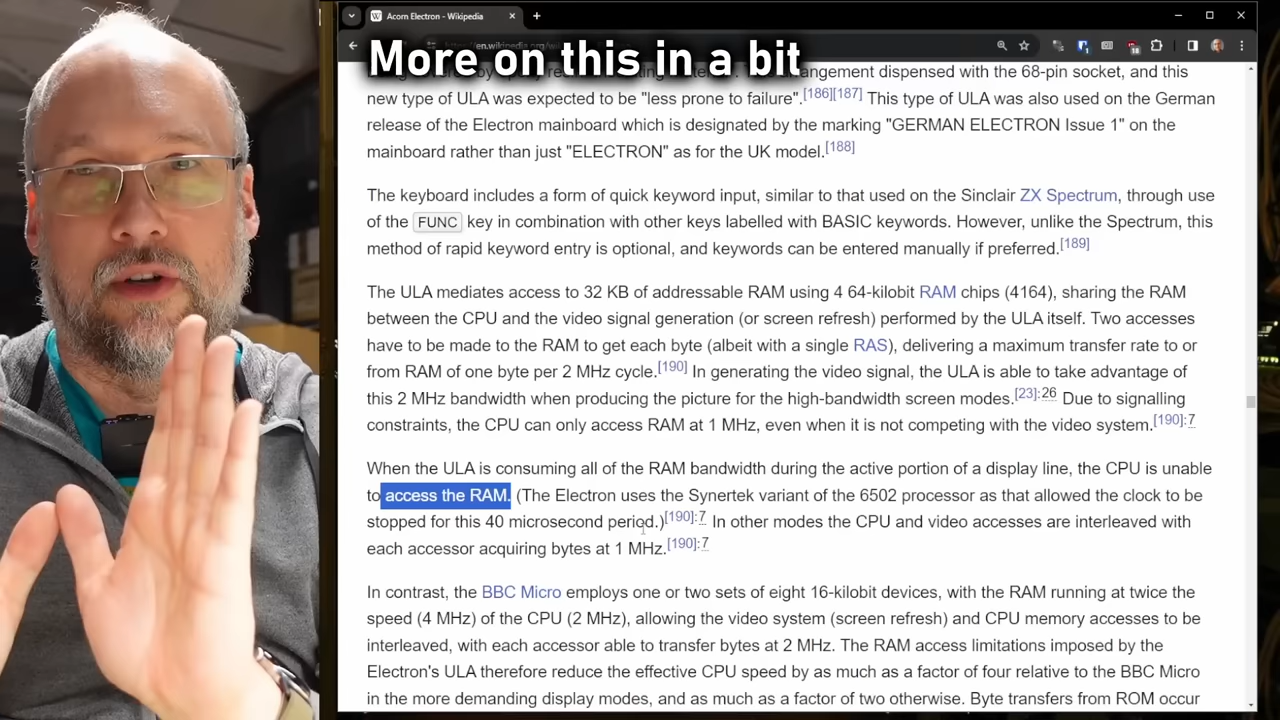 Acorn Electron - Wikipedia
More on this in a bit
arrangement dispensed with the 68-pin socket, and this
new type of ULA was expected to be "less prone to failure".[186][187] This type of ULA was also used on the German
release of the Electron mainboard which is designated by the marking "GERMAN ELECTRON Issue 1" on the
mainboard rather than just "ELECTRON" as for the UK model.[188]
The keyboard includes a form of quick keyword input, similar to that used on the Sinclair ZX Spectrum, through use
of the FUNC key in combination with other keys labelled with BASIC keywords. However, unlike the Spectrum, this
method of rapid keyword entry is optional, and keywords can be entered manually if preferred.[189]
The ULA mediates access to 32 KB of addressable RAM using 4 64-kilobit RAM chips (4164), sharing the RAM
between the CPU and the video signal generation (or screen refresh) performed by the ULA itself. Two accesses
have to be made to the RAM to get each byte (albeit with a single RAS), delivering a maximum transfer rate to or
from RAM of one byte per 2 MHz cycle.[190] In generating the video signal, the ULA is able to take advantage of
this 2 MHz bandwidth when producing the picture for the high-bandwidth screen modes.[23]:26 Due to signalling
constraints, the CPU can only access RAM at 1 MHz, even when it is not competing with the video system.[190]:7
When the ULA is consuming all of the RAM bandwidth during the active portion of a display line, the CPU is unable
to access the RAM. (The Electron uses the Synertek variant of the 6502 processor as that allowed the clock to be
stopped for this 40 microsecond period.)[190]:7 In other modes the CPU and video accesses are interleaved with
each accessor acquiring bytes at 1 MHz.[190]:7
In contrast, the BBC Micro employs one or two sets of eight 16-kilobit devices, with the RAM running at twice the
speed (4 MHz) of the CPU (2 MHz), allowing the video system (screen refresh) and CPU memory accesses to be
interleaved, with each accessor able to transfer bytes at 2 MHz. The RAM access limitations imposed by the
Electron's ULA therefore reduce the effective CPU speed by as much as a factor of four relative to the BBC Micro
in the more demanding display modes, and as much as a factor of two otherwise. Byte transfers from ROM occur